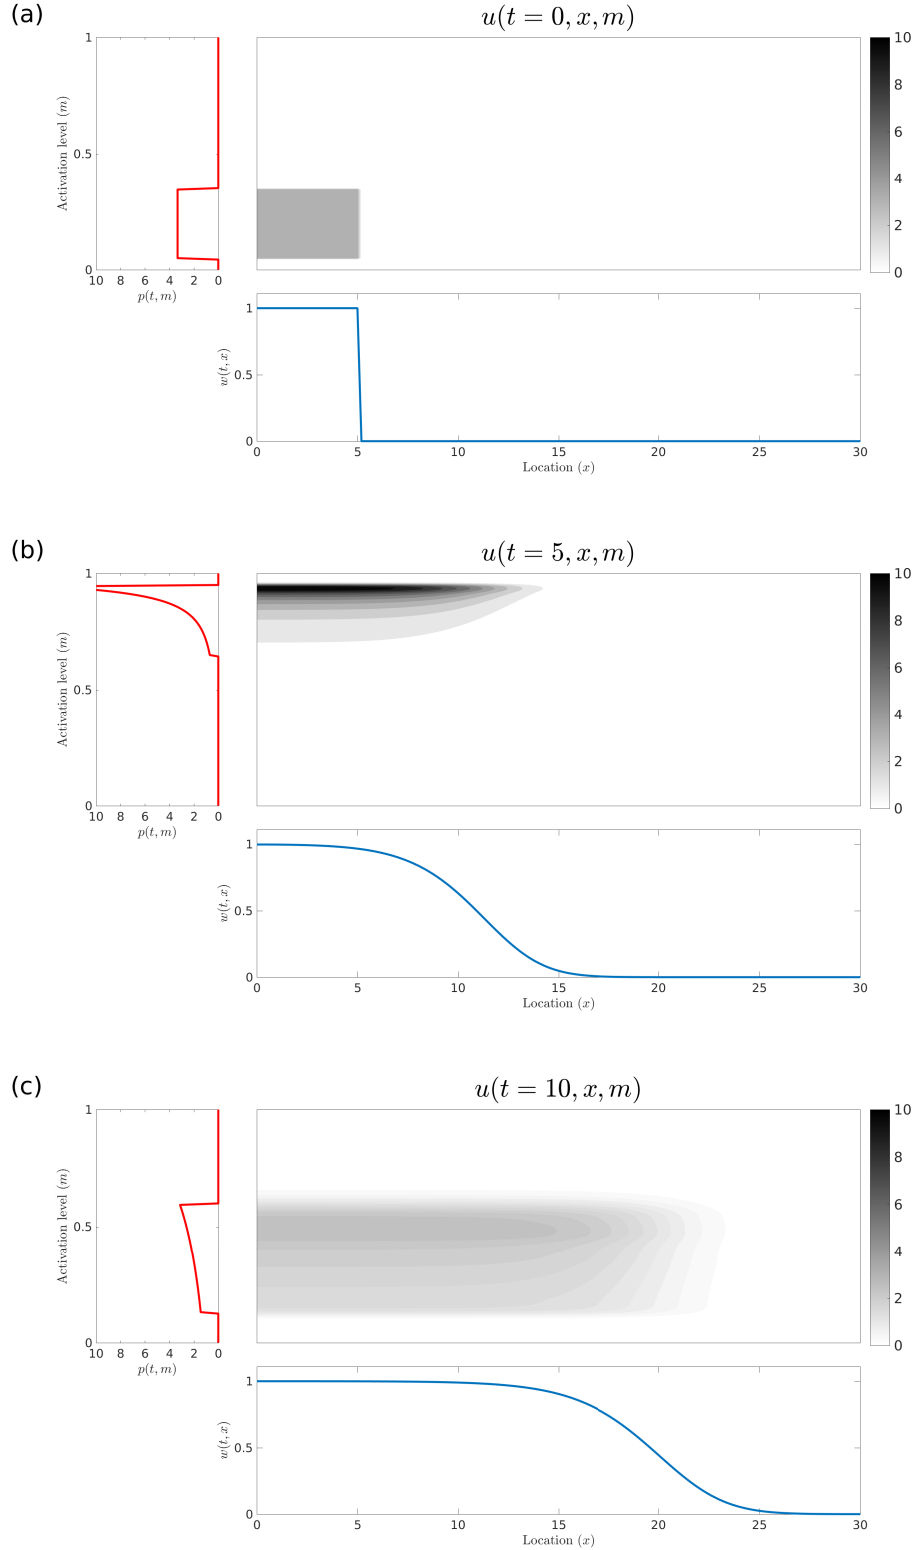 (a)
u(t = 0, x, m)
1
0.5
0
Activation level (m)
10 8 6 4 2 0
p(t, m)
10
8
6
4
2
0
1
0.5
0
w(t, x)
0 5 10 15 20 25 30
Location (x)
(b)
u(t = 5, x, m)
1
0.5
0
Activation level (m)
10 8 6 4 2 0
p(t, m)
10
8
6
4
2
0
1
0.5
0
w(t, x)
0 5 10 15 20 25 30
Location (x)
(c)
u(t = 10, x, m)
1
0.5
0
Activation level (m)
10 8 6 4 2 0
p(t, m)
10
8
6
4
2
0
1
0.5
0
w(t, x)
0 5 10 15 20 25 30
Location (x)